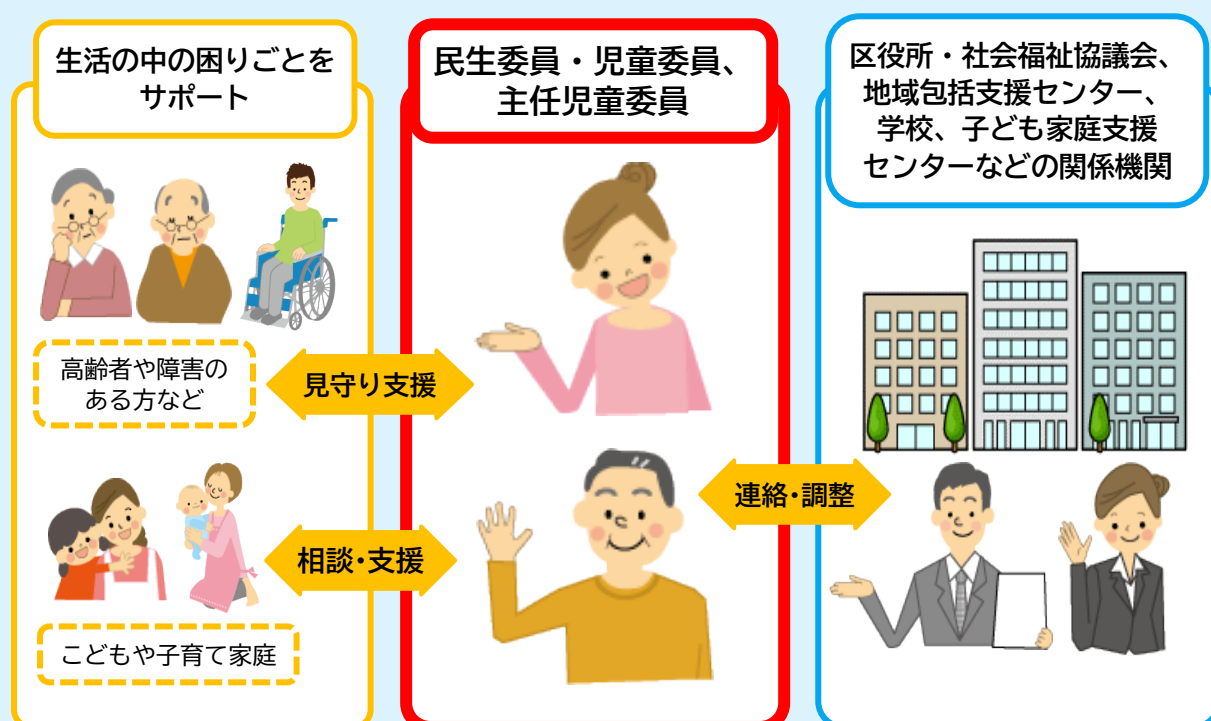 生活の中の困りごとを
サポート
高齢者や障害の
ある方など
こどもや子育て家庭
見守り支援
相談・支援
民生委員・児童委員、
主任児童委員
連絡・調整
区役所・社会福祉協議会、
地域包括支援センター、
学校、子ども家庭支援
センターなどの関係機関